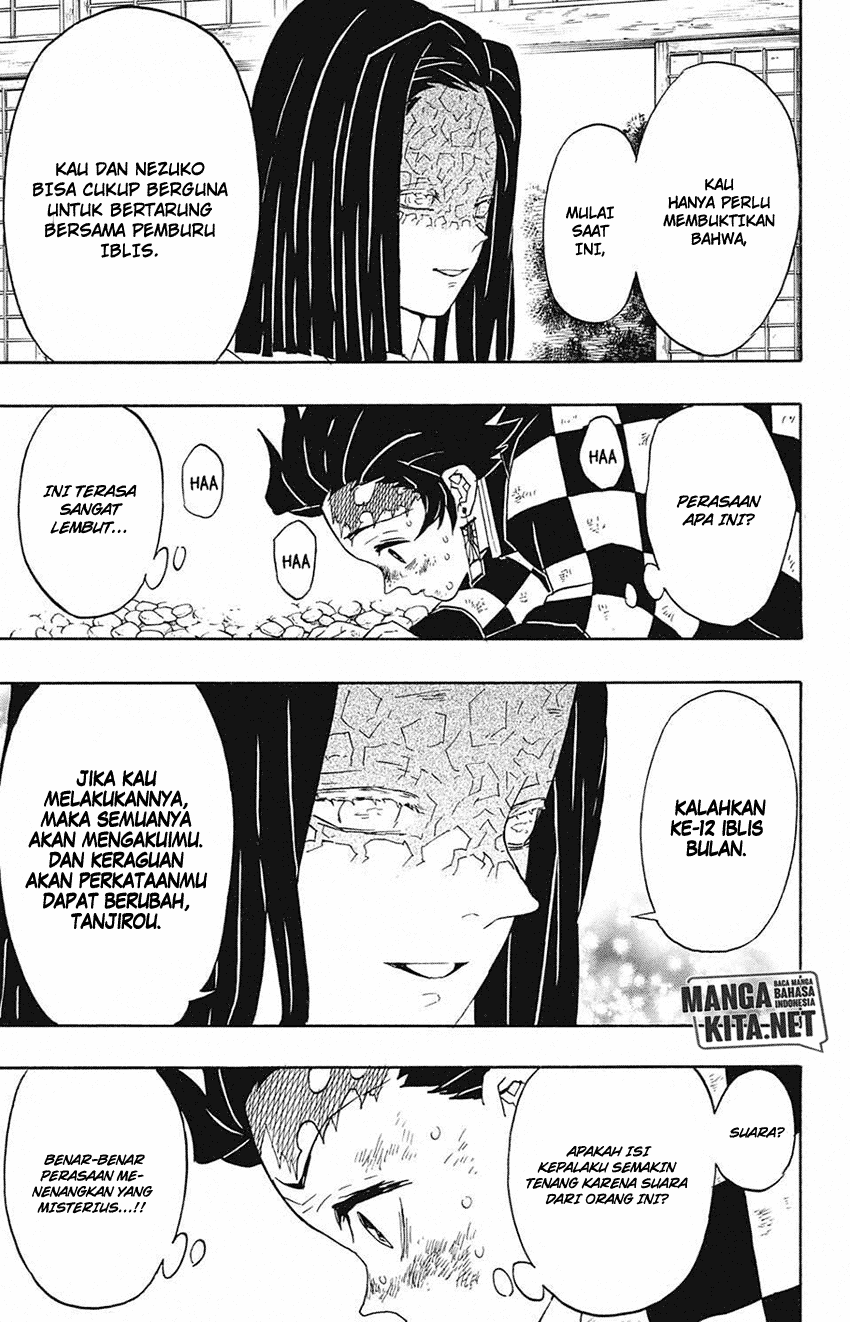 KAU
HANYA PERLU
MEMBUKTIKAN
BAHWA,
MULAI
SAAT
INI,
KAU DAN NEZUKO
BISA CUKUP BERGUNA
UNTUK BERTARUNG
BERSAMA PEMBURU
IBLIS.
HAA
PERASAAN
APA INI?
HAA
HAA
INI TERASA
SANGAT
LEMBUT...
KALAHKAN
KE-12 IBLIS
BULAN.
JIKA KAU
MELAKUKANNYA,
MAKA SEMUANYA
AKAN MENGAKUIMU.
DAN KERAGUAN
AKAN PERKATAANMU
DAPAT BERUBAH,
TANJIROU.
MANGA
BACA MANGA
BAHASA
INDONESIA
KITA.NET
SUARA?
APAKAH ISI
KEPALAKU SEMAKIN
TENANG KARENA SUARA
DARI ORANG INI?
BENAR-BENAR
PERASAAN ME-
NENANGKAN YANG
MISTERIUS...!!